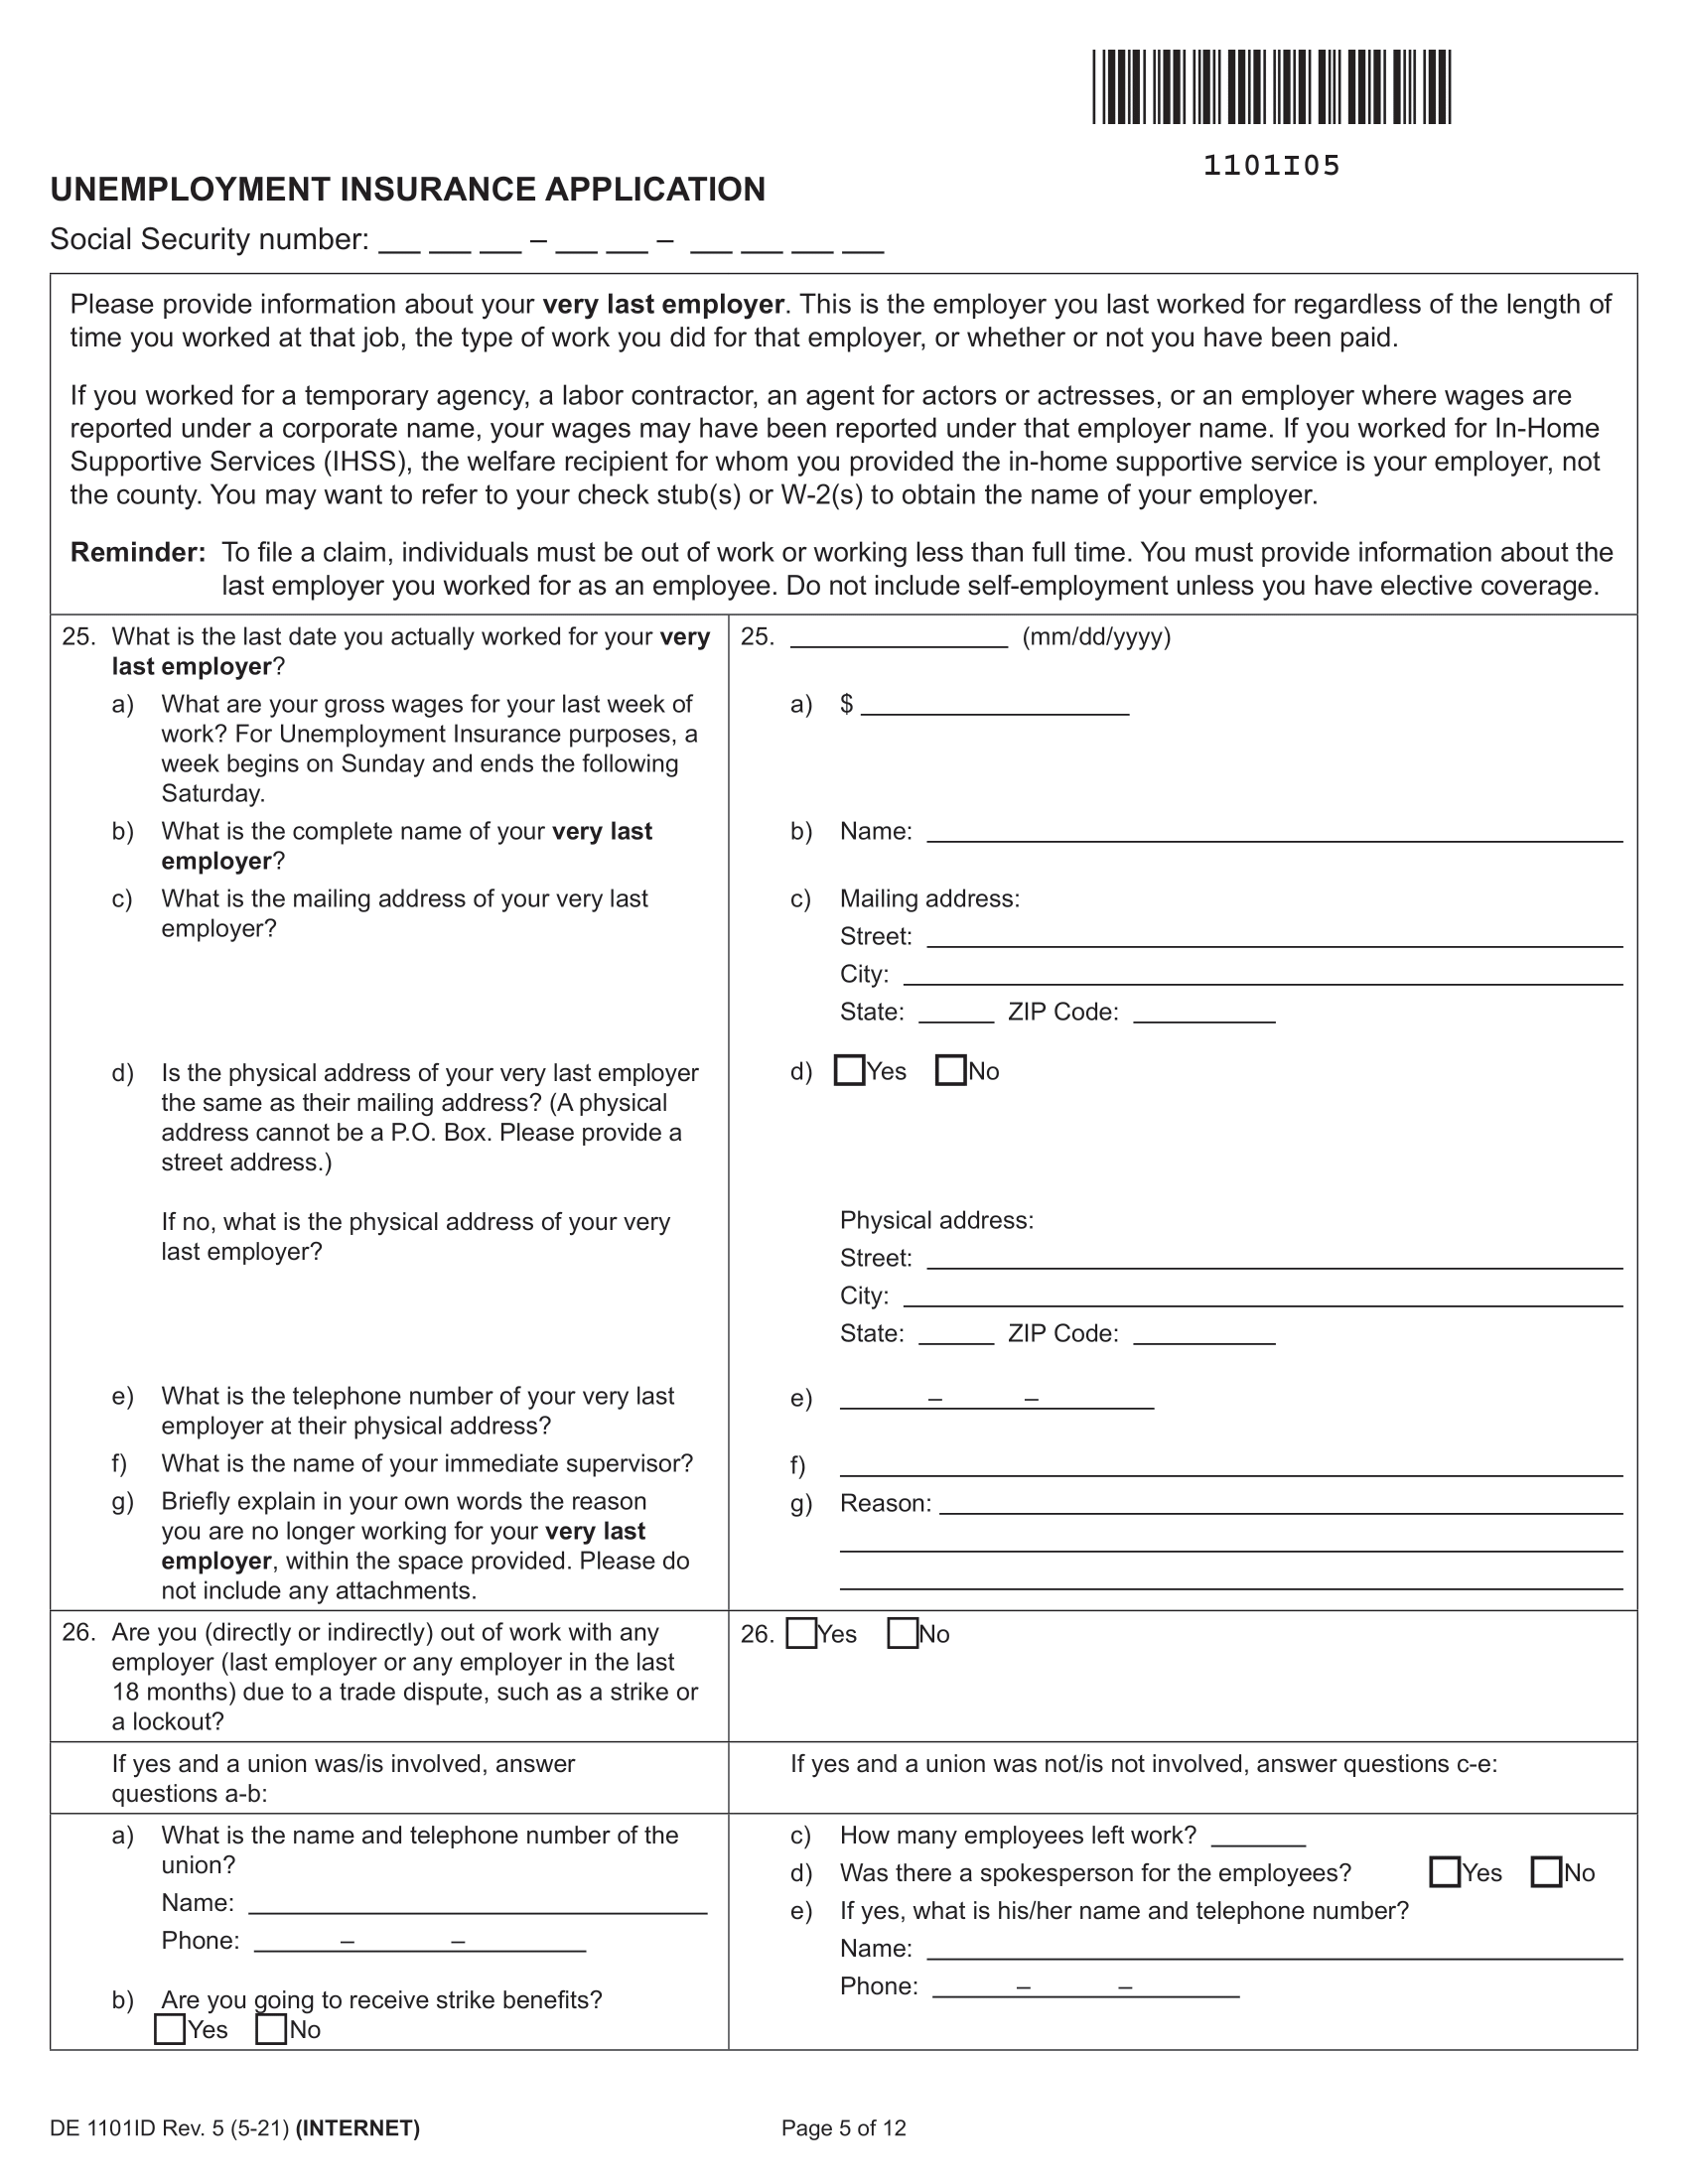 1101I05
UNEMPLOYMENT INSURANCE APPLICATION
Social Security number: ___ ___ ___ – ___ ___ – ___ ___ ___ ___
Please provide information about your very last employer. This is the employer you last worked for regardless of the length of
time you worked at that job, the type of work you did for that employer, or whether or not you have been paid.
If you worked for a temporary agency, a labor contractor, an agent for actors or actresses, or an employer where wages are
reported under a corporate name, your wages may have been reported under that employer name. If you worked for In-Home
Supportive Services (IHSS), the welfare recipient for whom you provided the in-home supportive service is your employer, not
the county. You may want to refer to your check stub(s) or W-2(s) to obtain the name of your employer.
Reminder: To file a claim, individuals must be out of work or working less than full time. You must provide information about the
last employer you worked for as an employee. Do not include self-employment unless you have elective coverage.
25. What is the last date you actually worked for your very
last employer?
25. ______________ (mm/dd/yyyy)
a) What are your gross wages for your last week of
work? For Unemployment Insurance purposes, a
week begins on Sunday and ends the following
Saturday.
a) $ __________________
b) What is the complete name of your very last
employer?
b) Name: ______________________________
c) What is the mailing address of your very last
employer?
c) Mailing address:
Street: ______________________________
City: ______________________________
State: _____ ZIP Code: __________
d) Is the physical address of your very last employer
the same as their mailing address? (A physical
address cannot be a P.O. Box. Please provide a
street address.)
d) Yes No
If no, what is the physical address of your very
last employer?
Physical address:
Street: ______________________________
City: ______________________________
State: _____ ZIP Code: __________
e) What is the telephone number of your very last
employer at their physical address?
e) ______–______–________
f) What is the name of your immediate supervisor?
f) ______________________________
g) Briefly explain in your own words the reason
you are no longer working for your very last
employer, within the space provided. Please do
not include any attachments.
g) Reason: ______________________________
26. Are you (directly or indirectly) out of work with any
employer (last employer or any employer in the last
18 months) due to a trade dispute, such as a strike or
a lockout?
26. Yes No
If yes and a union was/is involved, answer
questions a-b:
If yes and a union was not/is not involved, answer questions c-e:
a) What is the name and telephone number of the
union?
Name: ______________________________
Phone: ______–______–________
b) Are you going to receive strike benefits?
Yes No
c) How many employees left work? _______
d) Was there a spokesperson for the employees? Yes No
e) If yes, what is his/her name and telephone number?
Name: ______________________________
Phone: ______–______–________
DE 1101ID Rev. 5 (5-21) (INTERNET)
Page 5 of 12